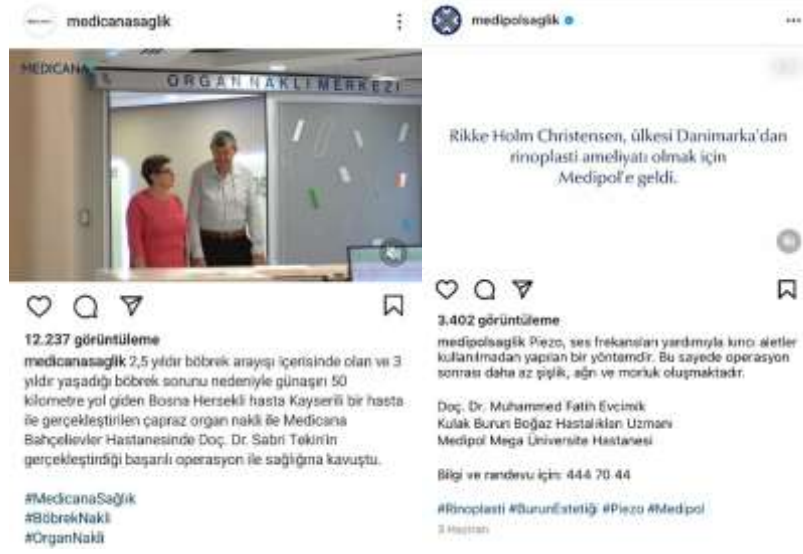 medicanasaglik
MEDICANA
ORGAN NAKLİ MERKEZİ
12.237 görüntüleme
medicanasaglik 2,5 yıldır böbrek arayışı içerisinde olan ve 3
yıldır yaşadığı böbrek sorunu nedeniyle günaşırı 50
kilometre yol giden Bosna Hersekli hasta Kayserili bir hasta
ile gerçekleştirilen çapraz organ nakli ile Medicana
Bahçelievler Hastanesinde Doç. Dr. Sabri Tekin'in
gerçekleştirdiği başarılı operasyon ile sağlığına kavuştu.
#MedicanaSağlık
#BöbrekNakli
#OrganNakli
medipolsaglik
Rikke Holm Christensen, ülkesi Danimarka'dan
rinoplasti ameliyatı olmak için
Medipol'e geldi.
3.402 görüntüleme
medipolsaglik Piezo, ses frekansları yardımıyla kırıcı aletler
kullanılmadan yapılan bir yöntemdir. Bu sayede operasyon
sonrası daha az şişlik, ağrı ve morluk oluşmaktadır.
Doç. Dr. Muhammed Fatih Evcimik
Kulak Burun Boğaz Hastalıkları Uzmanı
Medipol Mega Üniversite Hastanesi
Bilgi ve randevu için: 444 70 44
#Rinoplasti #BurunEstetiği #Piezo #Medipol
3 Haziran